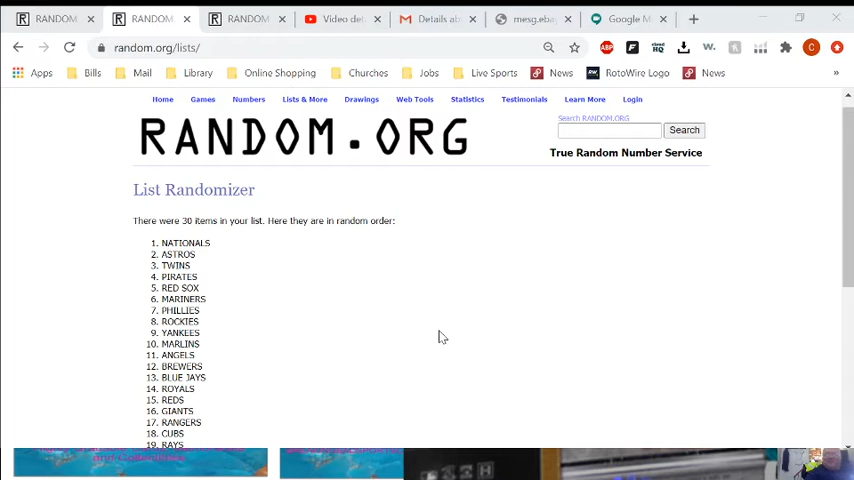 RANDOM RANDOM RANDOM Video det Details ab mesg.ebay Google M
random.org/lists/
Apps Bills Mail Library Online Shopping Churches Jobs Live Sports News RotoWire Logo News
Home Games Numbers Lists & More Drawings Web Tools Statistics Testimonials Learn More Login
RANDOM.ORG
Search RANDOM.ORG
Search
True Random Number Service
List Randomizer
There were 30 items in your list. Here they are in random order:
1. NATIONALS
2. ASTROS
3. TWINS
4. PIRATES
5. RED SOX
6. MARINERS
7. PHILLIES
8. ROCKIES
9. YANKEES
10. MARLINS
11. ANGELS
12. BREWERS
13. BLUE JAYS
14. ROYALS
15. REDS
16. GIANTS
17. RANGERS
18. CUBS
19. RAYS